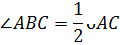 ∠ABC = 1/2 ◡AC